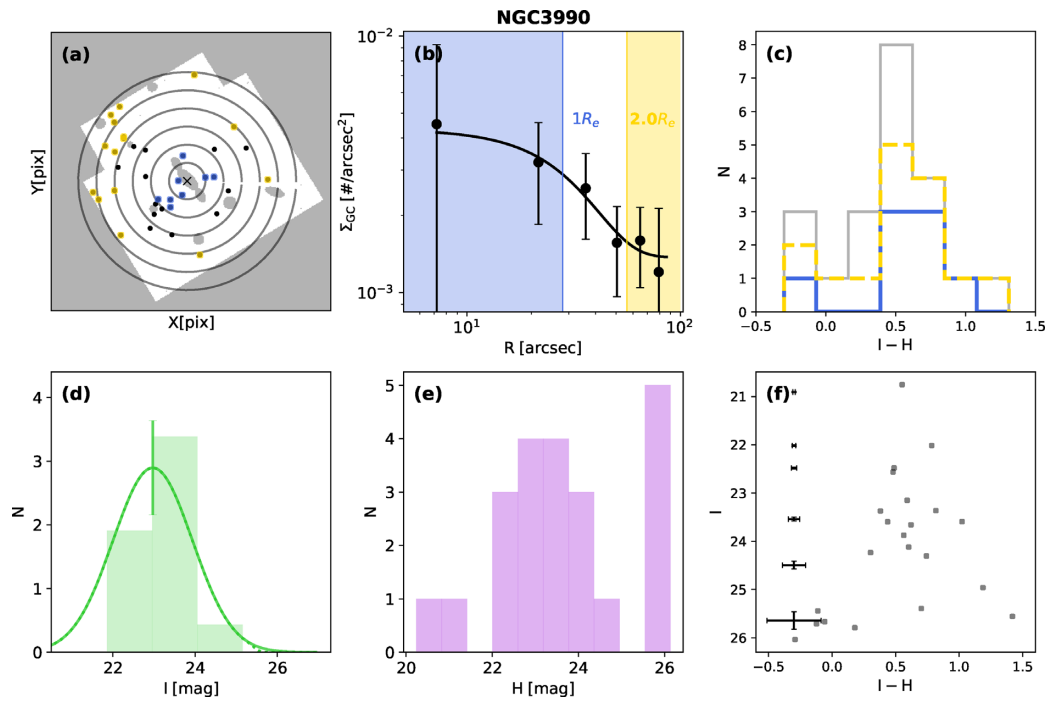 NGC3990
(a)
Y[pix]
X[pix]
(b)
10⁻²
10⁻³
Σ_GC [#/arcsec²]
1R_e
2.0R_e
10¹
10²
R [arcsec]
(c)
8
7
6
5
4
3
2
1
0
N
−0.5
0.0
0.5
1.0
1.5
I − H
(d)
4
3
2
1
0
N
22
24
26
I [mag]
(e)
5
4
3
2
1
0
N
20
22
24
26
H [mag]
(f)
21
22
23
24
25
26
I
−0.5
0.0
0.5
1.0
1.5
I − H